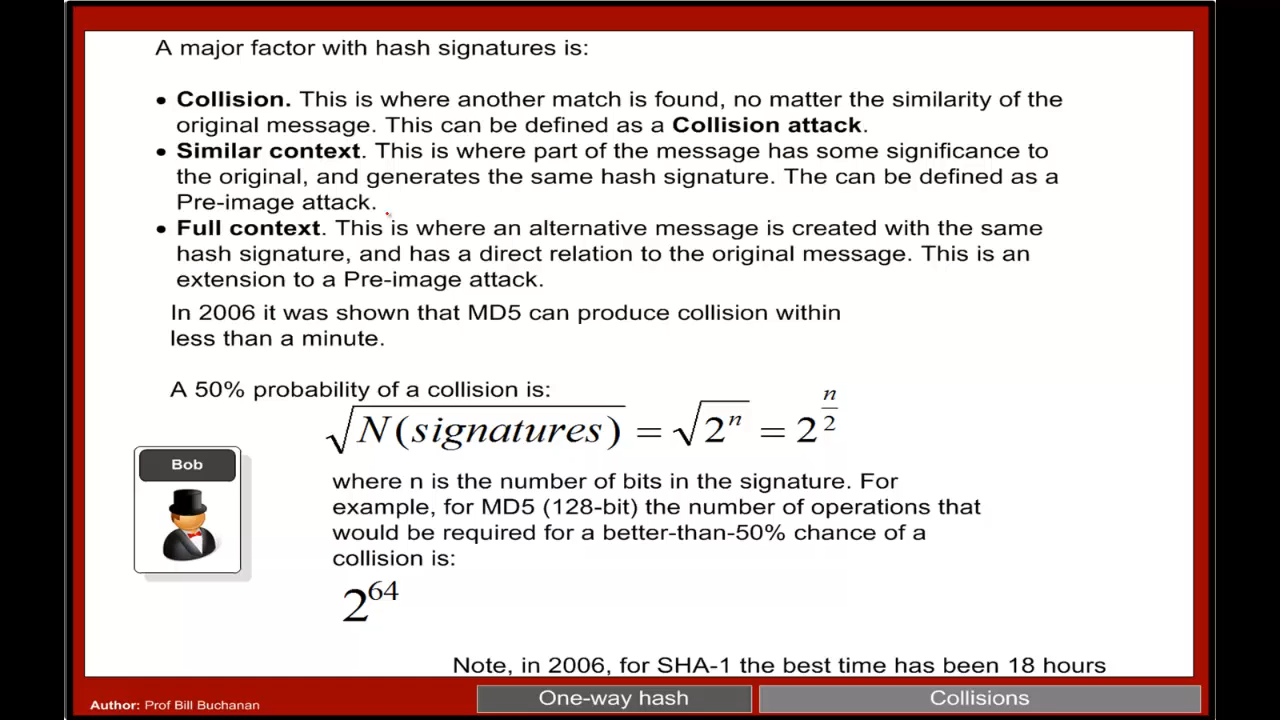 A major factor with hash signatures is:
• Collision. This is where another match is found, no matter the similarity of the
original message. This can be defined as a Collision attack.
• Similar context. This is where part of the message has some significance to
the original, and generates the same hash signature. The can be defined as a
Pre-image attack.
• Full context. This is where an alternative message is created with the same
hash signature, and has a direct relation to the original message. This is an
extension to a Pre-image attack.
In 2006 it was shown that MD5 can produce collision within
less than a minute.
A 50% probability of a collision is:
√N(signatures) = √2ⁿ = 2^(n/2)
Bob
where n is the number of bits in the signature. For
example, for MD5 (128-bit) the number of operations that
would be required for a better-than-50% chance of a
collision is:
2⁶⁴
Note, in 2006, for SHA-1 the best time has been 18 hours
Author: Prof Bill Buchanan
One-way hash
Collisions